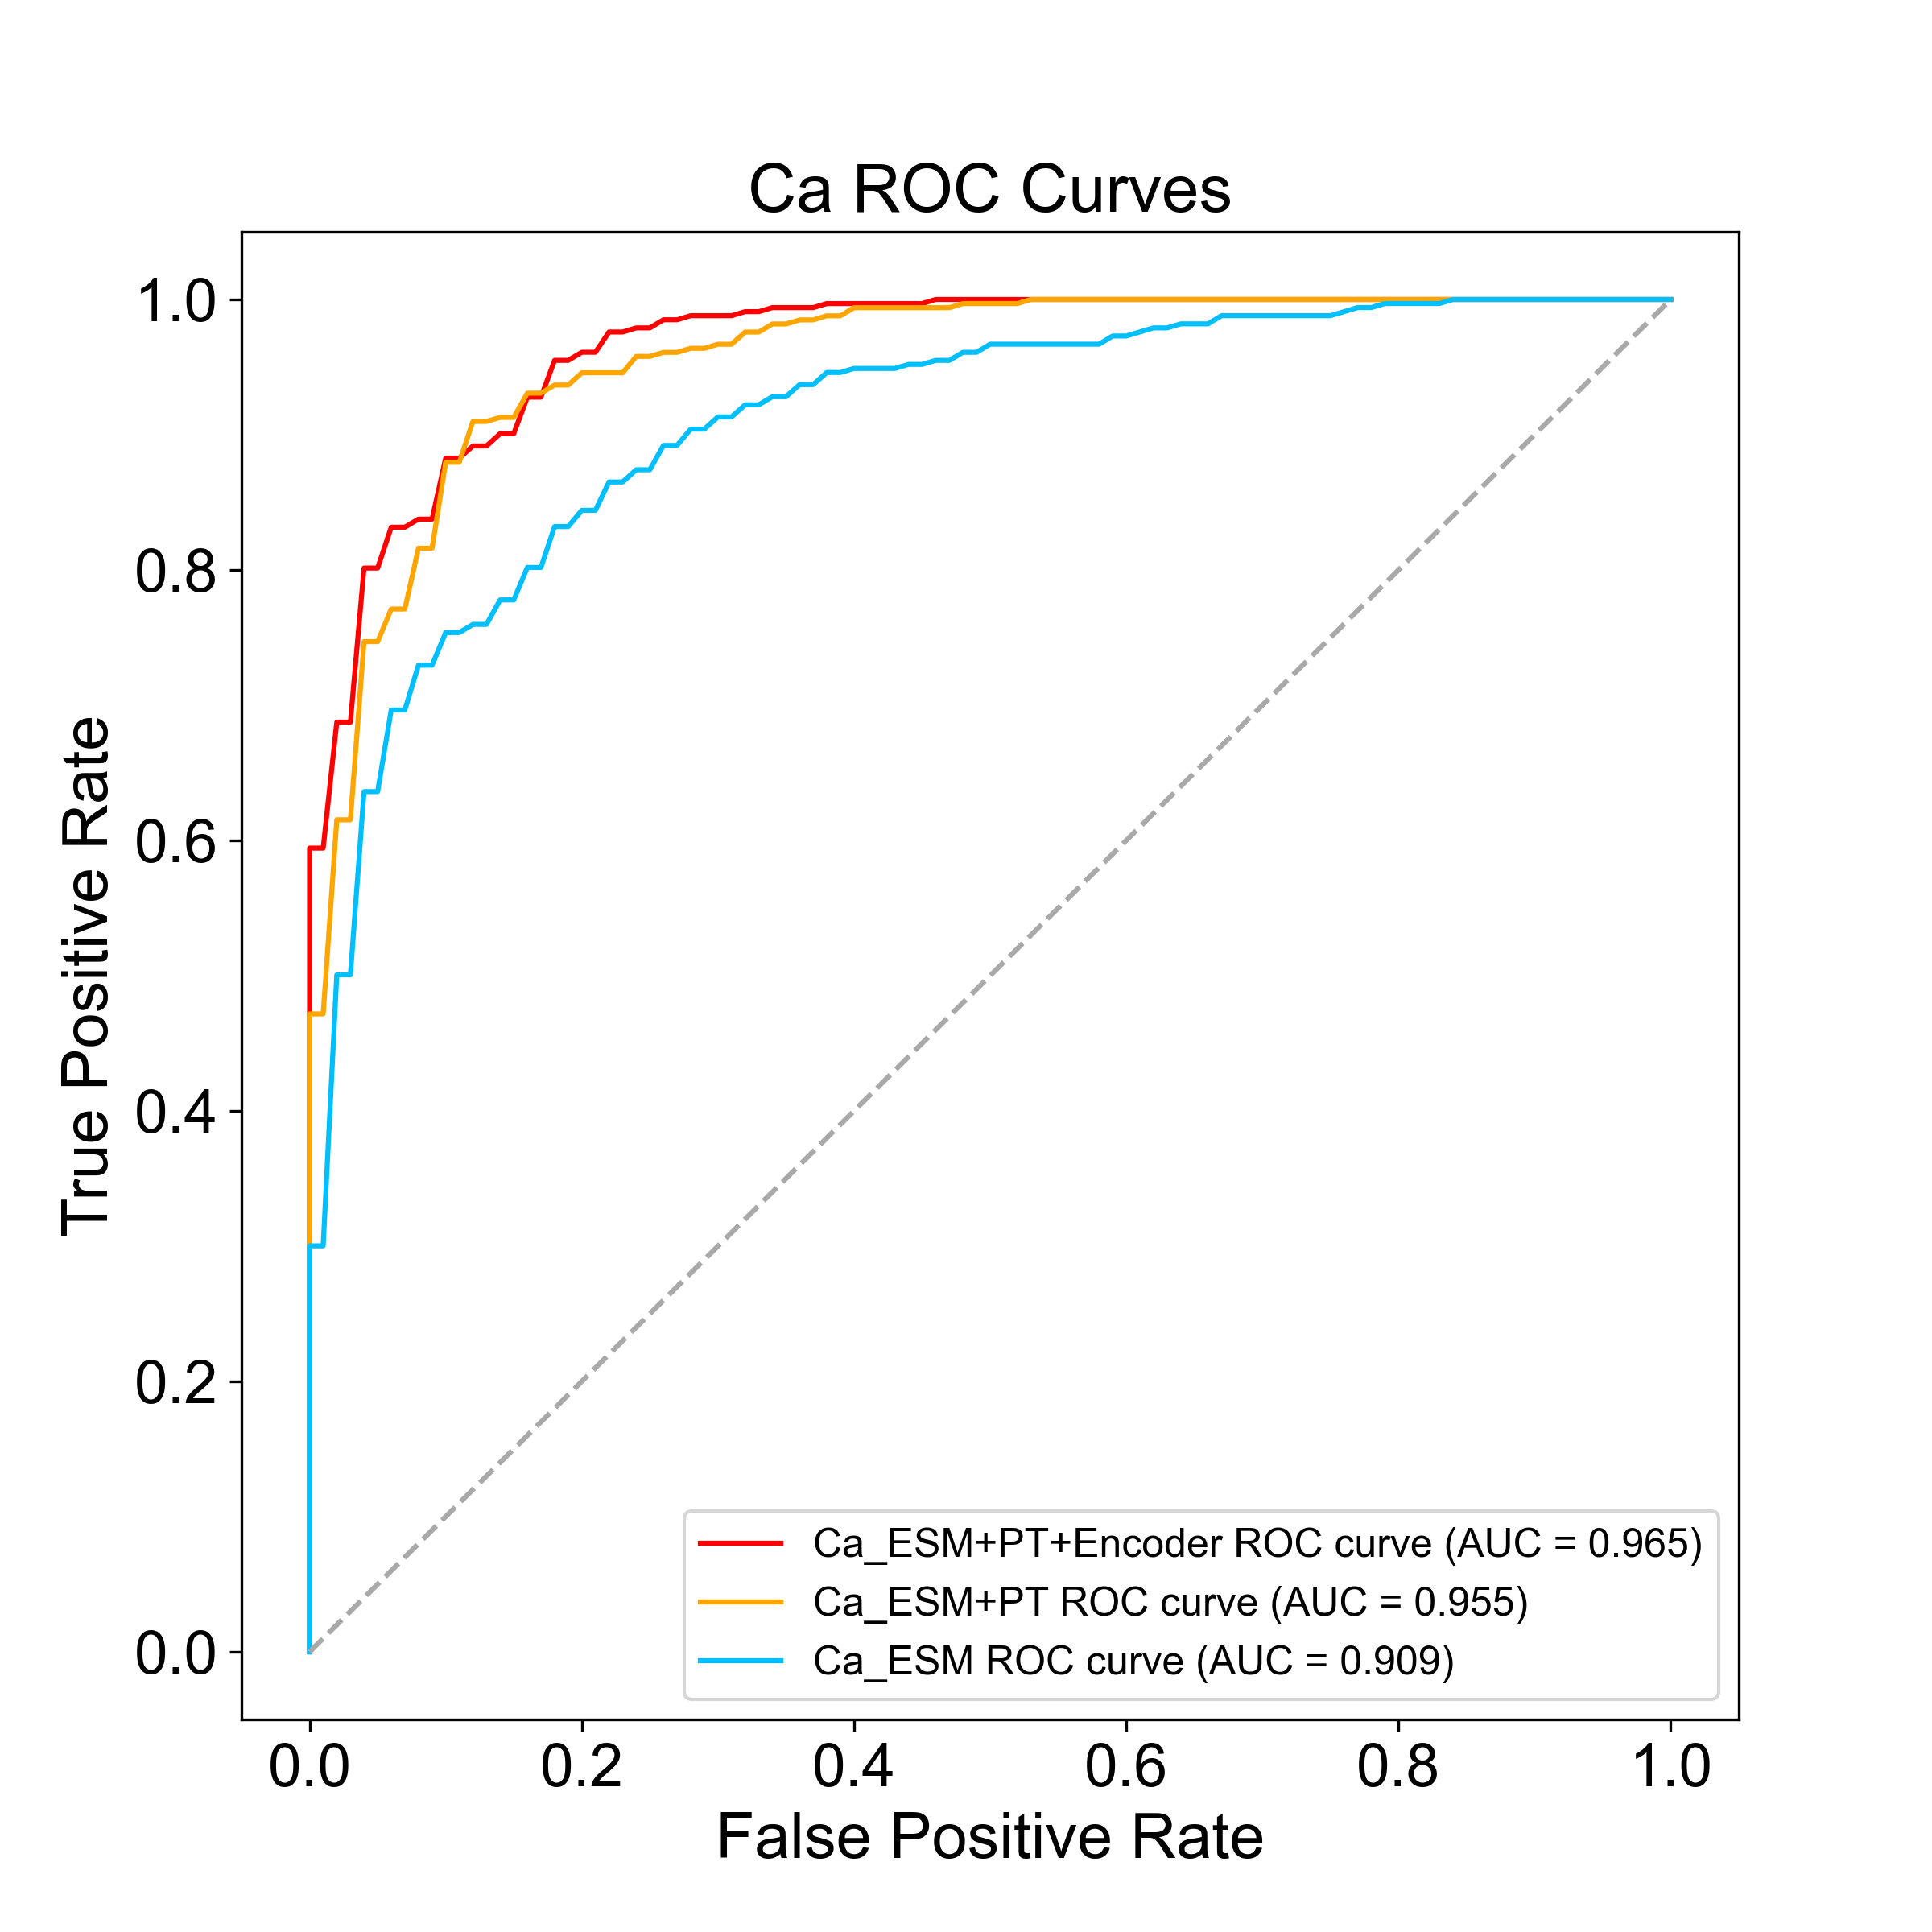 Ca ROC Curves
1.0
0.8
0.6
0.4
0.2
0.0
True Positive Rate
Ca_ESM+PT+Encoder ROC curve (AUC = 0.965)
Ca_ESM+PT ROC curve (AUC = 0.955)
Ca_ESM ROC curve (AUC = 0.909)
0.0 0.2 0.4 0.6 0.8 1.0
False Positive Rate